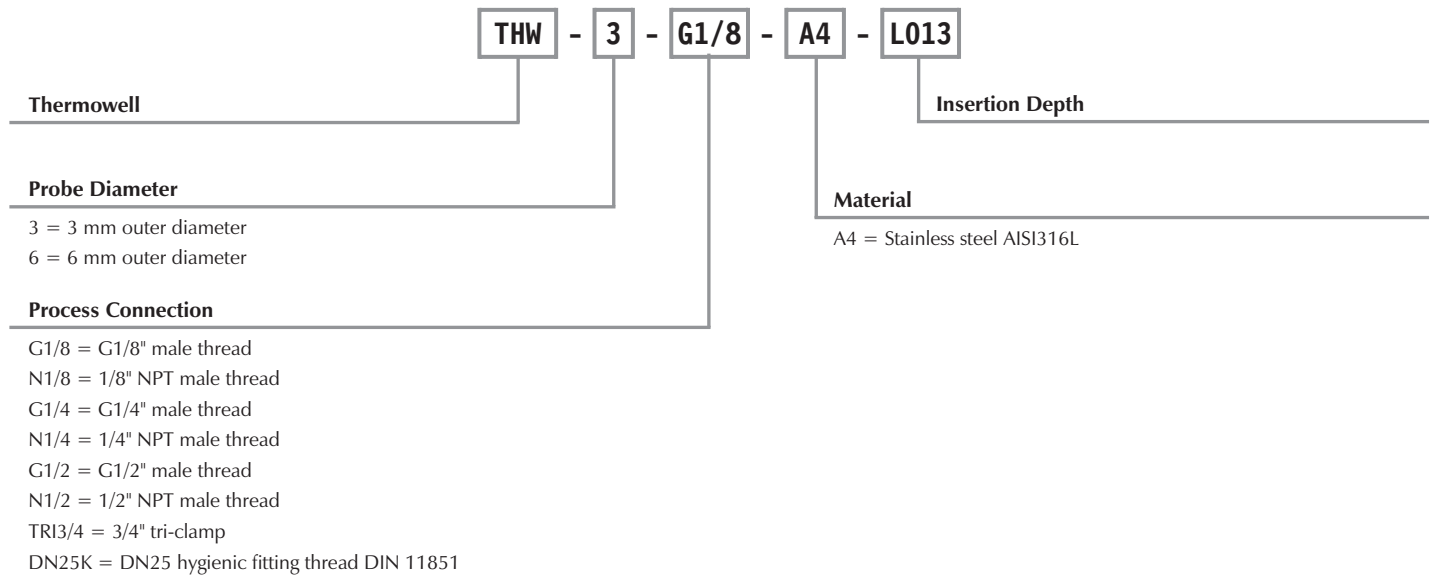 THW - 3 - G1/8 - A4 - L013
Thermowell
Insertion Depth
Probe Diameter
3 = 3 mm outer diameter
6 = 6 mm outer diameter
Material
A4 = Stainless steel AISI316L
Process Connection
G1/8 = G1/8" male thread
N1/8 = 1/8" NPT male thread
G1/4 = G1/4" male thread
N1/4 = 1/4" NPT male thread
G1/2 = G1/2" male thread
N1/2 = 1/2" NPT male thread
TRI3/4 = 3/4" tri-clamp
DN25K = DN25 hygienic fitting thread DIN 11851